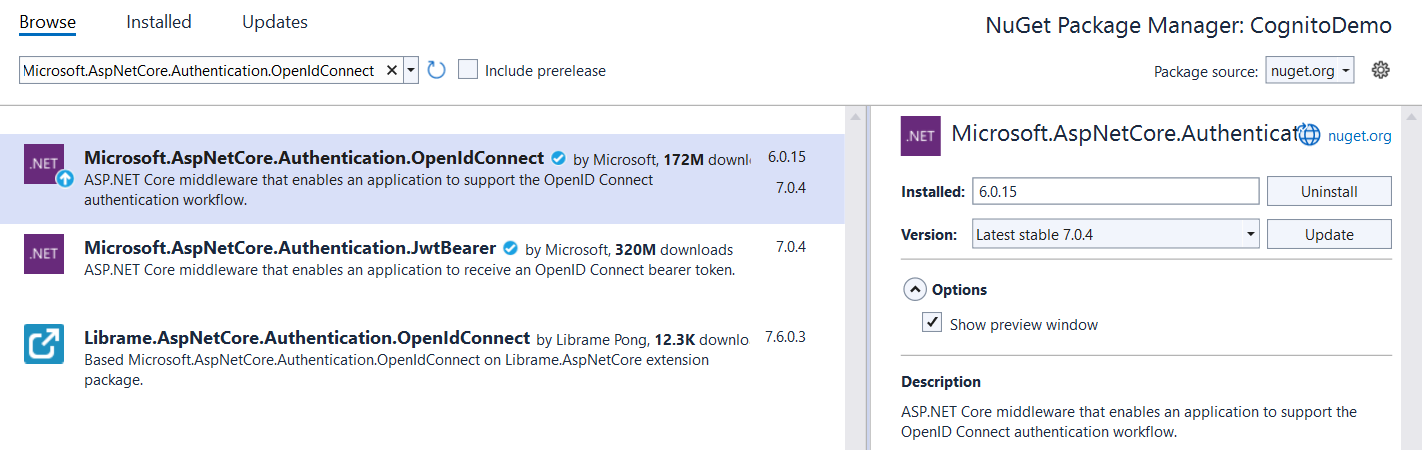 Browse Installed Updates
NuGet Package Manager: CognitoDemo
Microsoft.AspNetCore.Authentication.OpenIdConnect
Include prerelease
Package source: nuget.org
.NET
Microsoft.AspNetCore.Authentication.OpenIdConnect by Microsoft, 172M downl 6.0.15
ASP.NET Core middleware that enables an application to support the OpenID Connect 7.0.4
authentication workflow.
.NET
Microsoft.AspNetCore.Authentication.JwtBearer by Microsoft, 320M downloads 7.0.4
ASP.NET Core middleware that enables an application to receive an OpenID Connect bearer token.
Librame.AspNetCore.Authentication.OpenIdConnect by Librame Pong, 12.3K downlo 7.6.0.3
Based Microsoft.AspNetCore.Authentication.OpenIdConnect on Librame.AspNetCore extension
package.
.NET
Microsoft.AspNetCore.Authenticat nuget.org
Installed: 6.0.15 Uninstall
Version: Latest stable 7.0.4 Update
Options
Show preview window
Description
ASP.NET Core middleware that enables an application to support the
OpenID Connect authentication workflow.